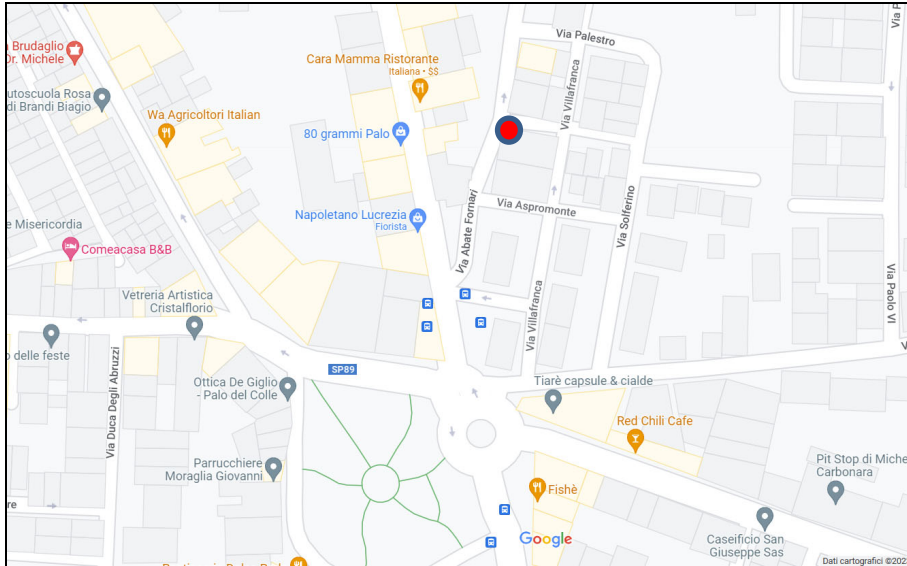 Via Palestro
Brudaglio
Dr. Michele
Cara Mamma Ristorante
Italiana • $$
Autoscuola Rosa
di Brandi Biagio
Wa Agricoltori Italian
80 grammi Palo
Via Villafranca
Via Abate Fornari
Via Aspromonte
Via Solferino
Napoletano Lucrezia
Fiorista
e Misericordia
Comeacasa B&B
Via Paolo VI
Vetreria Artistica
Cristalflorio
Via Villafranca
o delle feste
SP89
Via Duca Degli Abruzzi
Ottica De Giglio
- Palo del Colle
Tiarè capsule & cialde
Red Chili Cafe
Parrucchiere
Moraglia Giovanni
Pit Stop di Miche
Carbonara
Fishè
re
Google
Caseificio San
Giuseppe Sas
Dati cartografici ©202